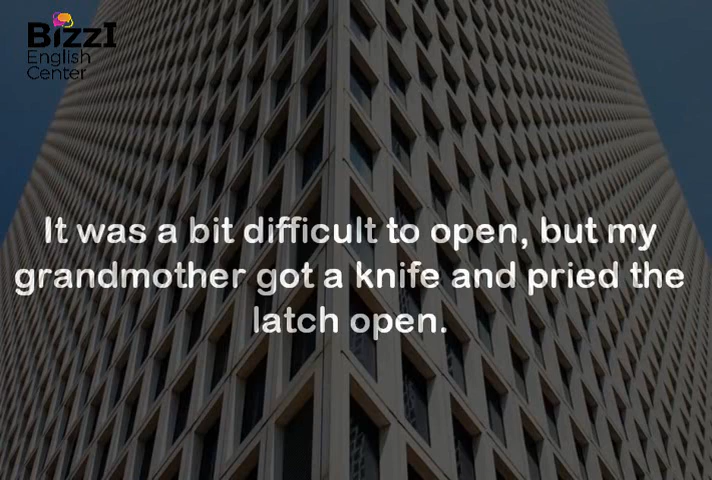 BizzI
English
Center
It was a bit difficult to open, but my
grandmother got a knife and pried the
latch open.